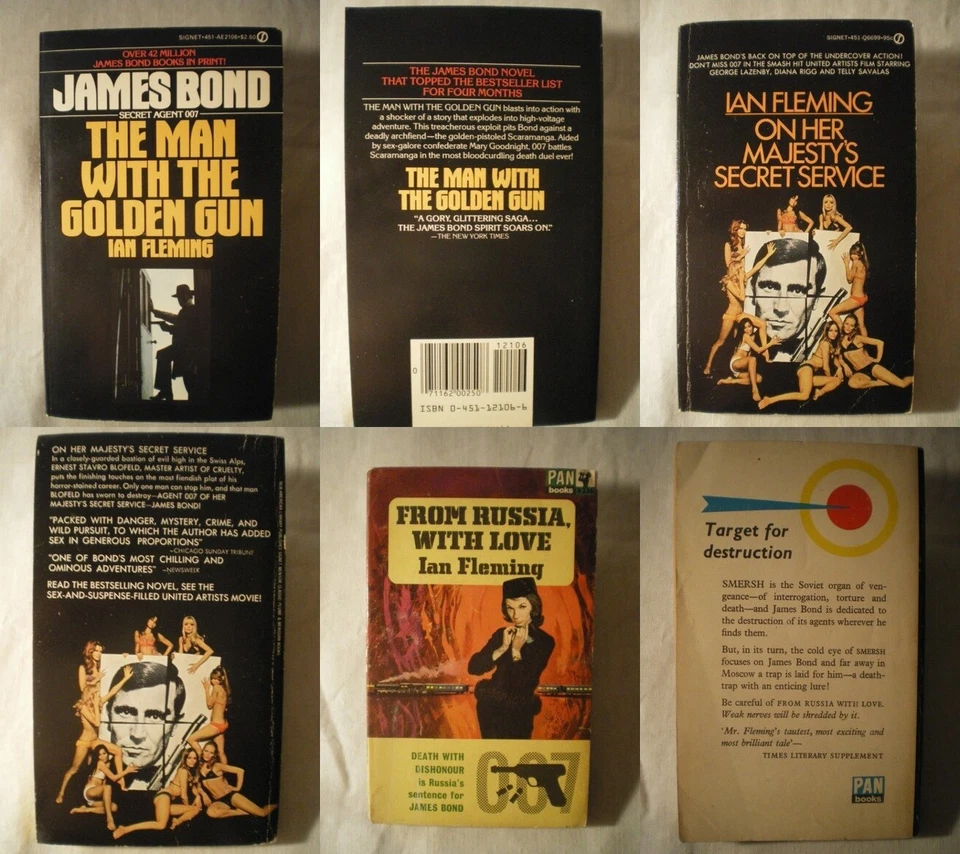 SIGNET•451-AE2106•$2.50
OVER 42 MILLION
JAMES BOND BOOKS IN PRINT!
JAMES BOND
SECRET AGENT 007
THE MAN
WITH THE
GOLDEN GUN
IAN FLEMING
THE JAMES BOND NOVEL
THAT TOPPED THE BESTSELLER LIST
FOR FOUR MONTHS
THE MAN WITH THE GOLDEN GUN blasts into action with
a shocker of a story that explodes into high-voltage
adventure. This treacherous exploit pits Bond against a
deadly archfiend—the golden-pistoled Scaramanga. Aided
by sex-galore confederate Mary Goodnight, 007 battles
Scaramanga in the most bloodcurdling death duel ever!
THE MAN WITH
THE GOLDEN GUN
“A GORY, GLITTERING SAGA...
THE JAMES BOND SPIRIT SOARS ON.”
—THE NEW YORK TIMES
12106
0
71162 00250
ISBN 0-451-12106-6
SIGNET•451-Q6699•95c
JAMES BOND'S BACK ON TOP OF THE UNDERCOVER ACTION!
DON'T MISS 007 IN THE SMASH HIT UNITED ARTISTS FILM STARRING
GEORGE LAZENBY, DIANA RIGG AND TELLY SAVALAS
IAN FLEMING
ON HER
MAJESTY'S
SECRET SERVICE
ON HER MAJESTY'S SECRET SERVICE
In a closely-guarded bastion of evil high in the Swiss Alps,
ERNEST STAVRO BLOFELD, MASTER ARTIST OF CRUELTY,
puts the finishing touches on the most fiendish plot of his
horror-stained career. Only one man can stop him, and that man
BLOFELD has sworn to destroy—AGENT 007 OF HER
MAJESTY'S SECRET SERVICE—JAMES BOND!
“PACKED WITH DANGER, MYSTERY, CRIME, AND
WILD PURSUIT, TO WHICH THE AUTHOR HAS ADDED
SEX IN GENEROUS PROPORTIONS”
—CHICAGO SUNDAY TRIBUNE
“ONE OF BOND'S MOST CHILLING AND
OMINOUS ADVENTURES” —NEWSWEEK
READ THE BESTSELLING NOVEL, SEE THE
SEX-AND-SUSPENSE-FILLED UNITED ARTISTS MOVIE!
PAN
books
FROM RUSSIA,
WITH LOVE
Ian Fleming
DEATH WITH
DISHONOUR
is Russia's
sentence for
JAMES BOND
007
Target for
destruction
SMERSH is the Soviet organ of ven-
geance—of interrogation, torture and
death—and James Bond is dedicated to
the destruction of its agents wherever he
finds them.
But, in its turn, the cold eye of SMERSH
focuses on James Bond and far away in
Moscow a trap is laid for him—a death-
trap with an enticing lure!
Be careful of FROM RUSSIA WITH LOVE.
Weak nerves will be shredded by it.
‘Mr. Fleming's tautest, most exciting and
most brilliant tale’—
TIMES LITERARY SUPPLEMENT
PAN
books